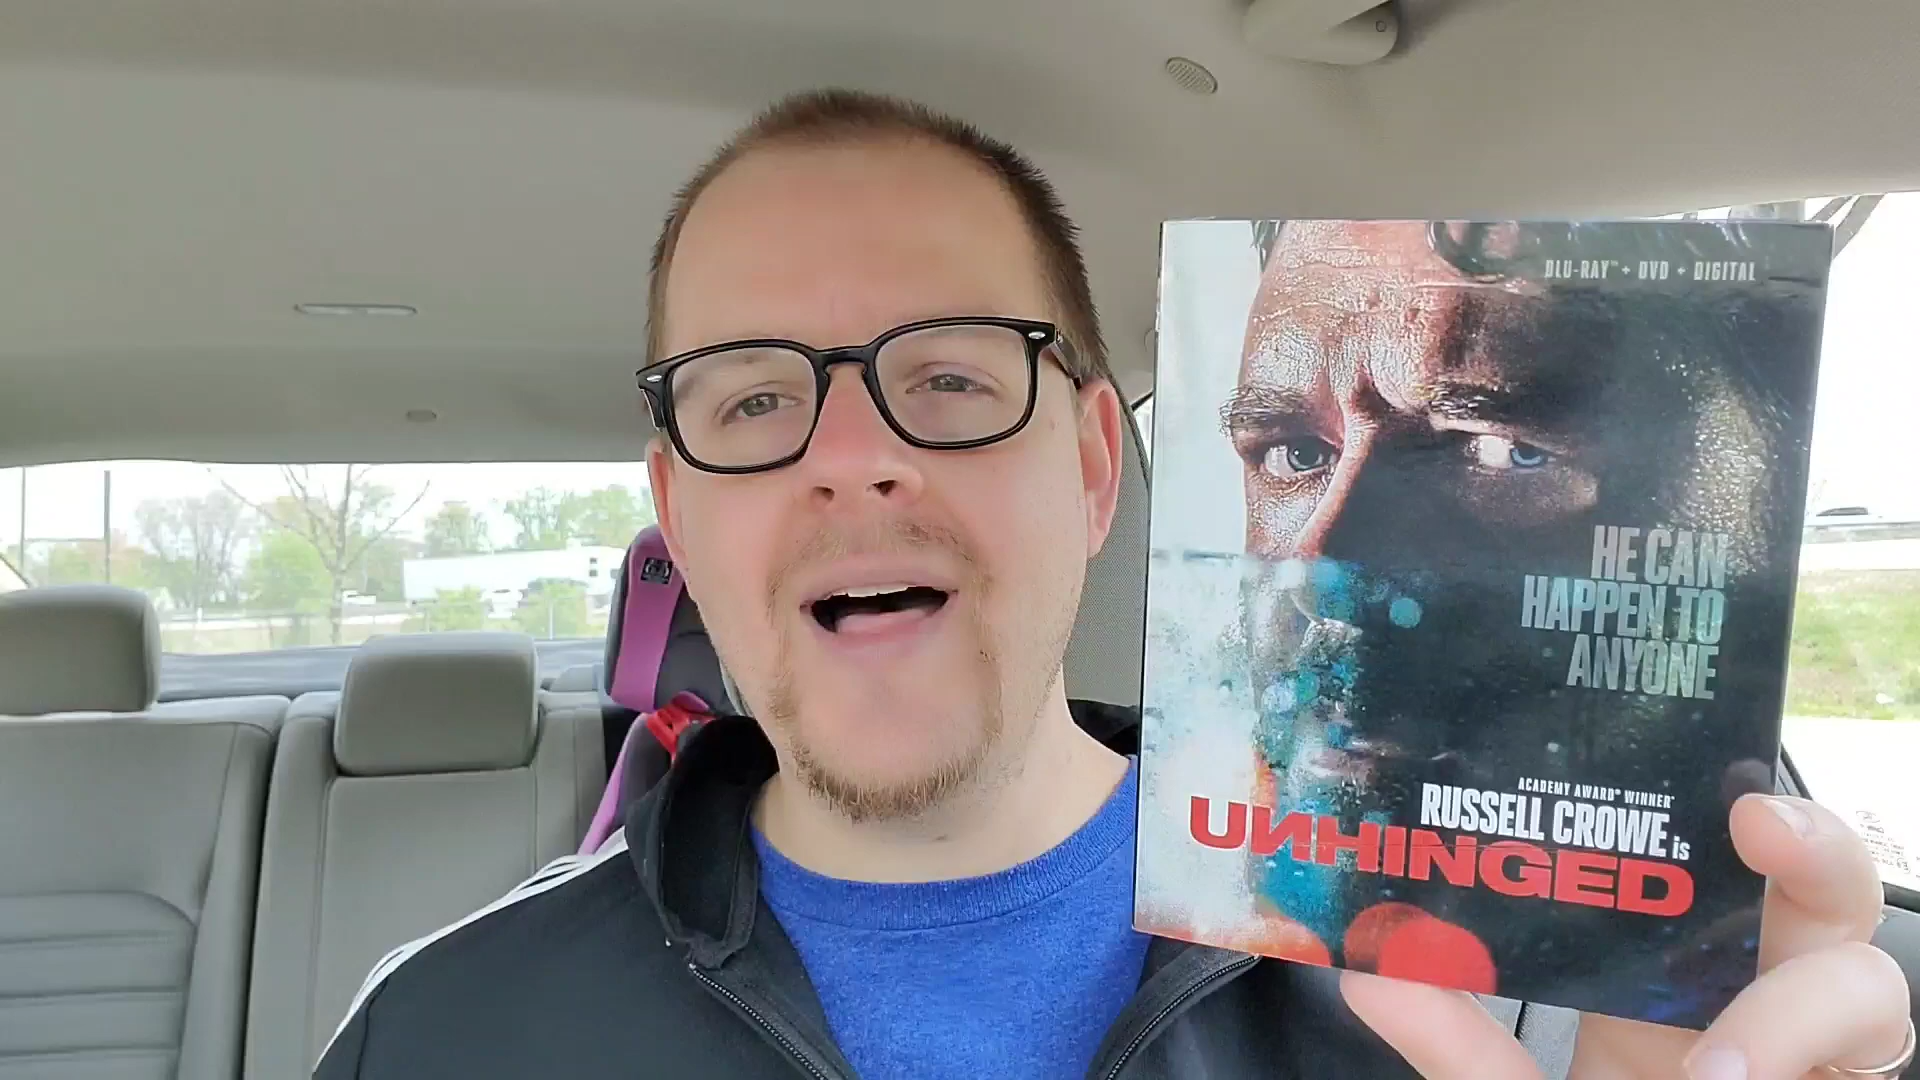 BLU-RAY™ + DVD + DIGITAL
HE CAN
HAPPEN TO
ANYONE
ACADEMY AWARD® WINNER
RUSSELL CROWE is
UNHINGED